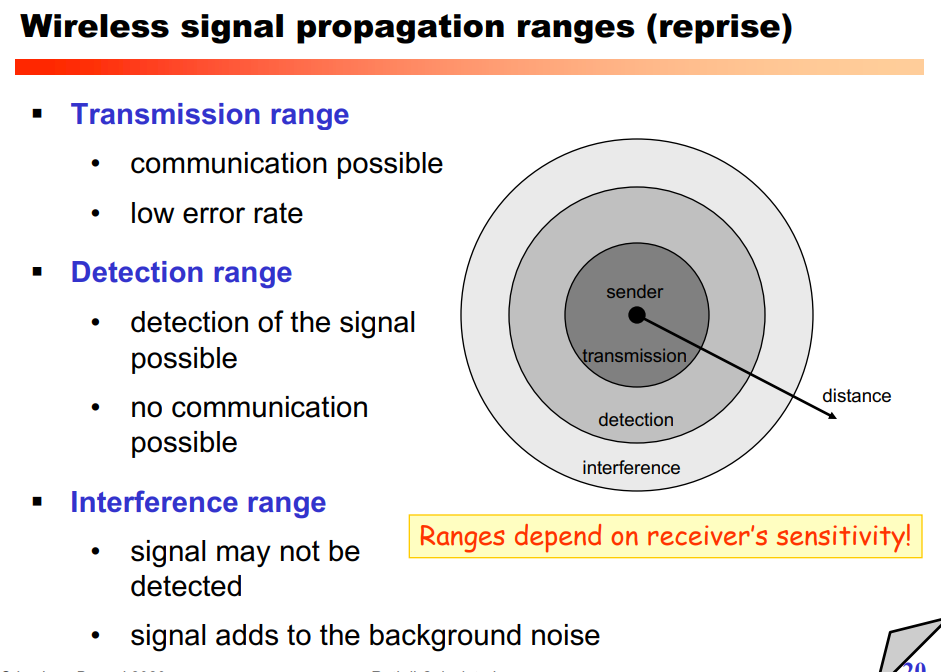 Wireless signal propagation ranges (reprise)
▪ Transmission range
• communication possible
• low error rate
▪ Detection range
• detection of the signal
possible
• no communication
possible
▪ Interference range
• signal may not be
detected
• signal adds to the background noise
sender
transmission
detection
interference
distance
Ranges depend on receiver's sensitivity!
20